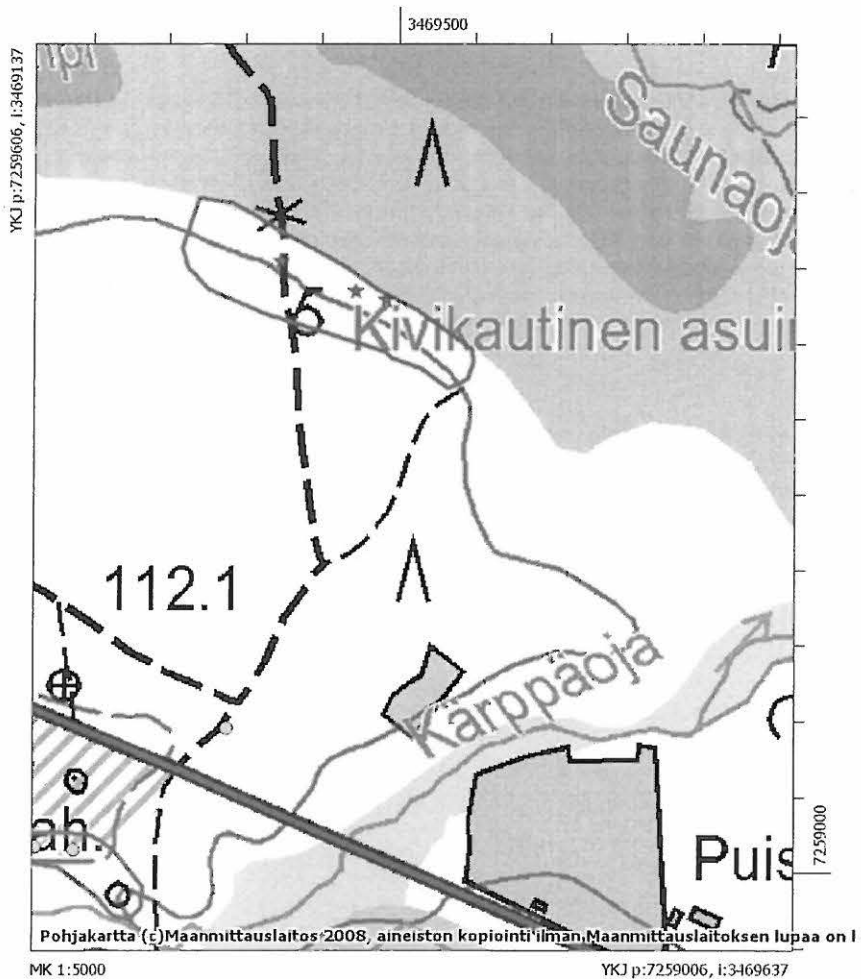 3469500
YKJ p:7259606, I:3469137
Saunaoj
5
Kivikautinen asuin
112.1
Kärppäoja
ah.
Puis
7259000
Pohjakartta (c)Maanmittauslaitos 2008, aineiston kopiointi ilman Maanmittauslaitoksen lupaa on l
MK 1:5000
YKJ p:7259006, I:3469637